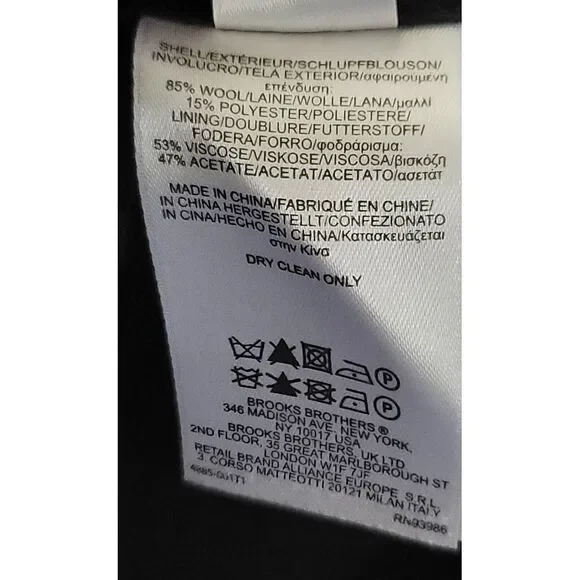 SHELL/EXTÉRIEUR/SCHLUPFBLOUSON/
INVOLUCRO/TELA EXTERIOR/αφαιρούμενη
επένδυση:
85% WOOL/LAINE/WOLLE/LANA/μαλλί
15% POLYESTER/POLIESTERE/
LINING/DOUBLURE/FUTTERSTOFF/
FODERA/FORRO/φοδράρισμα:
53% VISCOSE/VISKOSE/VISCOSA/βισκόζη
47% ACETATE/ACETAT/ACETATO/ασετάτ
MADE IN CHINA/FABRIQUÉ EN CHINE/
IN CHINA HERGESTELLT/CONFEZIONATO
IN CINA/HECHO EN CHINA/Κατασκευάζεται
στην Κίνα
DRY CLEAN ONLY
P
P
BROOKS BROTHERS ®
346 MADISON AVE, NEW YORK,
NY 10017 USA
BROOKS BROTHERS, UK LTD
2ND FLOOR, 35 GREAT MARLBOROUGH ST
LONDON W1F 7JF
RETAIL BRAND ALLIANCE EUROPE S.R.L.
3, CORSO MATTEOTTI 20121 MILAN ITALY
RN93986